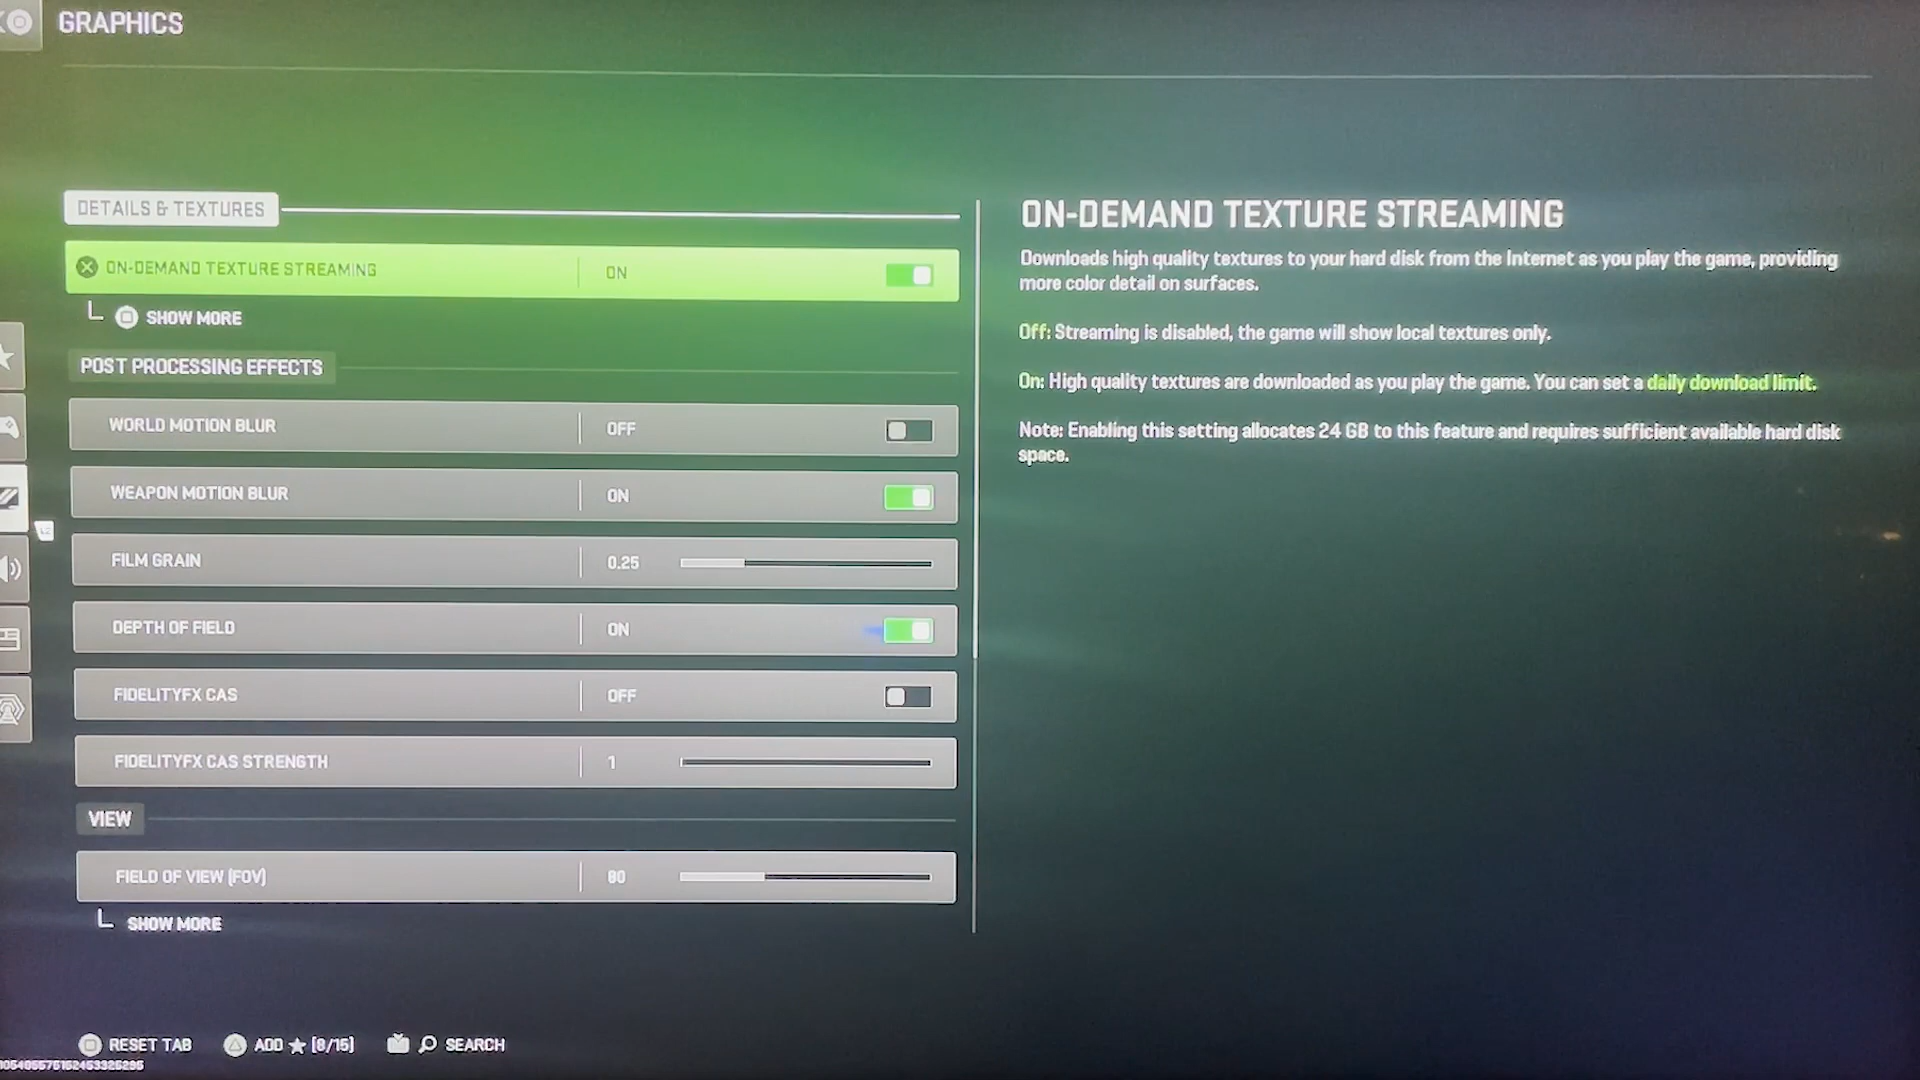 GRAPHICS
DETAILS & TEXTURES
ON-DEMAND TEXTURE STREAMING
ON
SHOW MORE
POST PROCESSING EFFECTS
WORLD MOTION BLUR
OFF
WEAPON MOTION BLUR
ON
FILM GRAIN
0.25
DEPTH OF FIELD
ON
FIDELITYFX CAS
OFF
FIDELITYFX CAS STRENGTH
1
VIEW
FIELD OF VIEW (FOV)
80
SHOW MORE
RESET TAB
ADD ★ [8/15]
SEARCH
ON-DEMAND TEXTURE STREAMING
Downloads high quality textures to your hard disk from the Internet as you play the game, providing
more color detail on surfaces.
Off: Streaming is disabled, the game will show local textures only.
On: High quality textures are downloaded as you play the game. You can set a daily download limit.
Note: Enabling this setting allocates 24 GB to this feature and requires sufficient available hard disk
space.